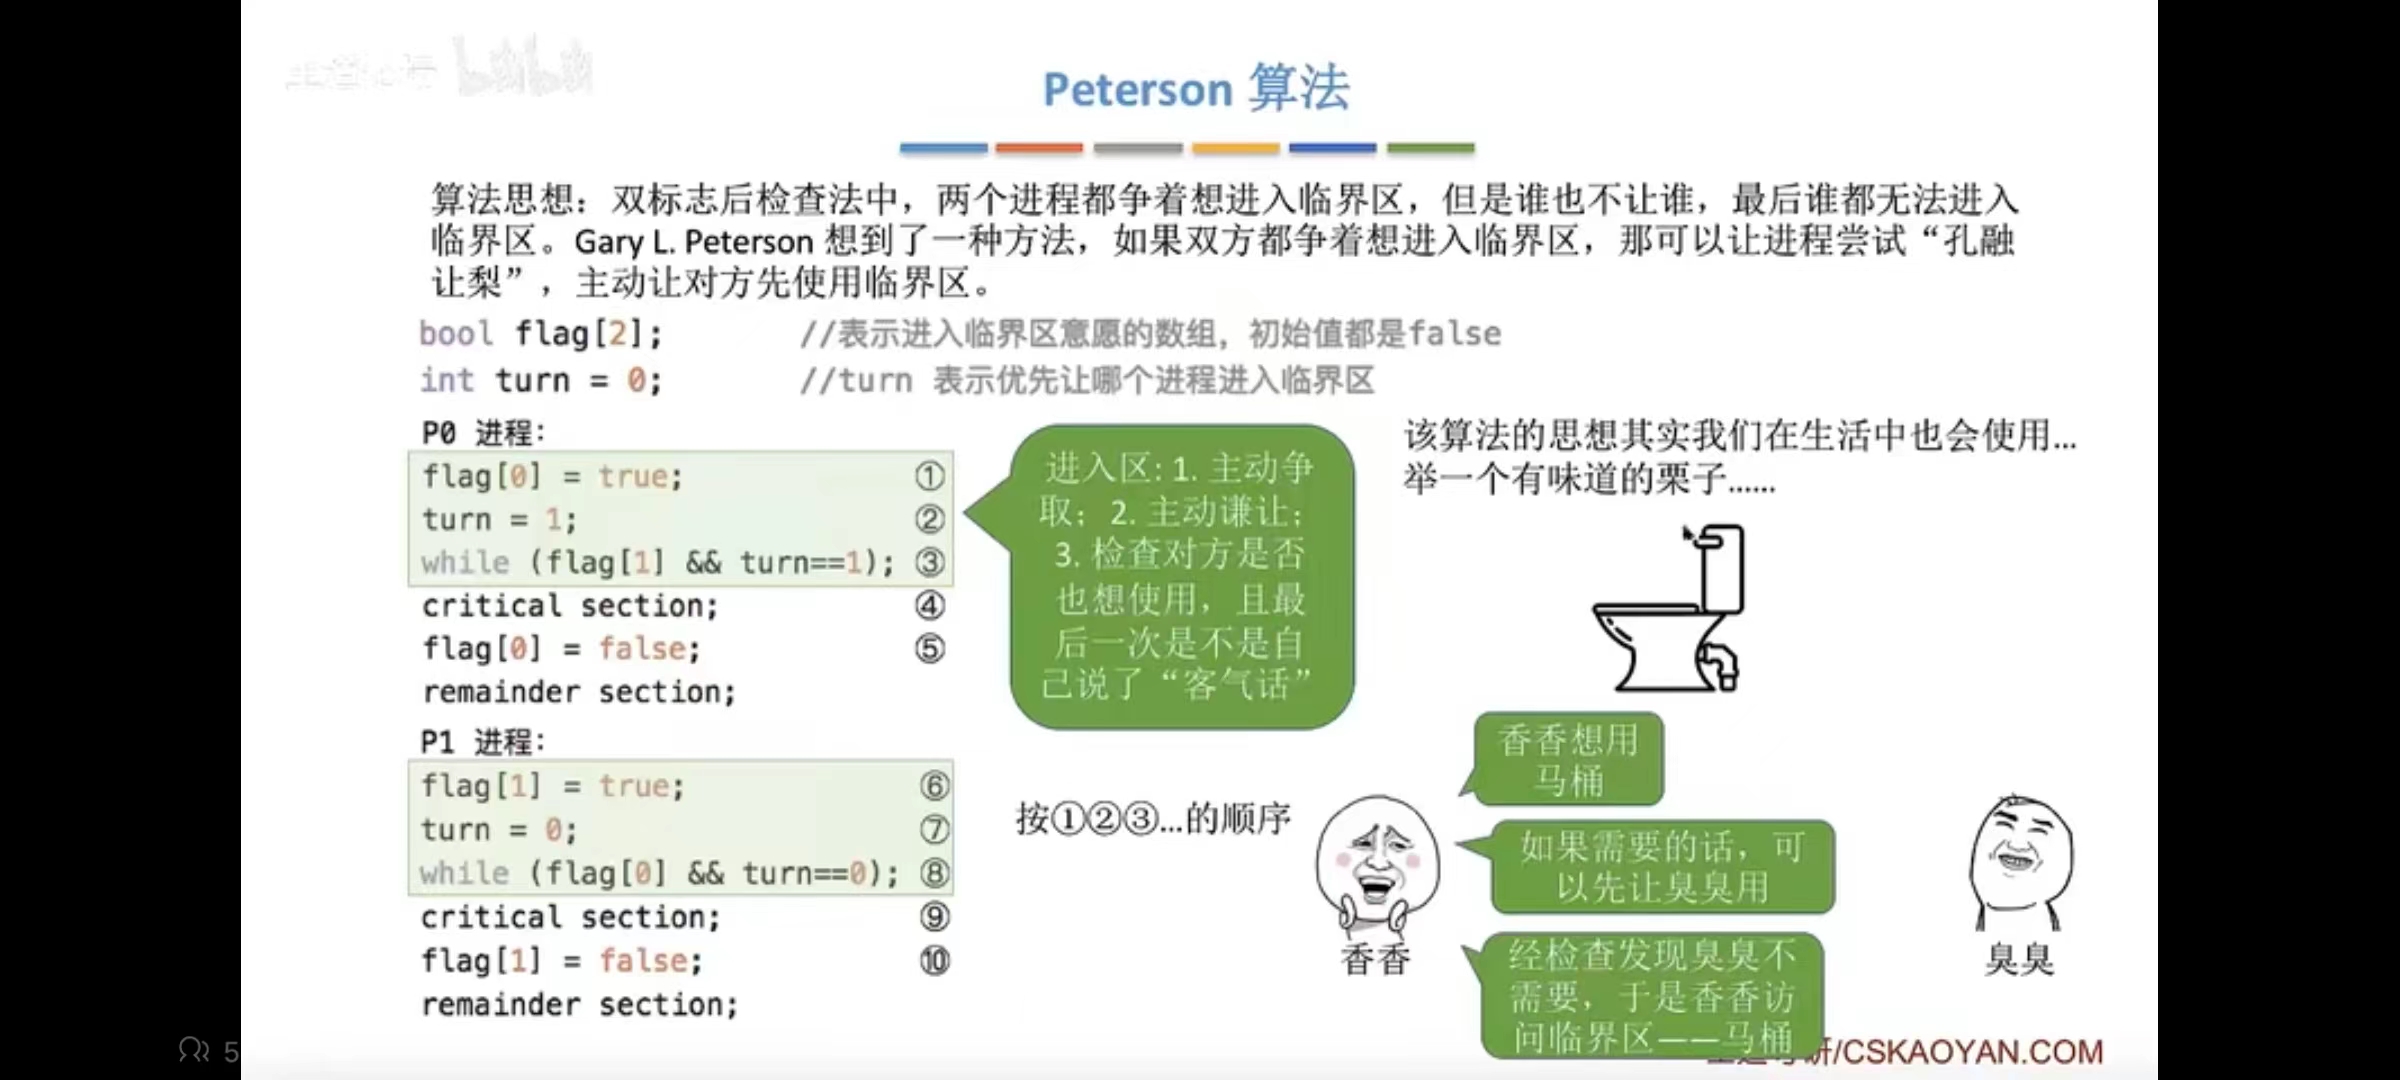 Peterson 算法
算法思想：双标志后检查法中，两个进程都争着想进入临界区，但是谁也不让谁，最后谁都无法进入
临界区。Gary L. Peterson 想到了一种方法，如果双方都争着想进入临界区，那可以让进程尝试“孔融
让梨”，主动让对方先使用临界区。
bool flag[2]; //表示进入临界区意愿的数组，初始值都是false
int turn = 0; //turn 表示优先让哪个进程进入临界区
P0 进程：
flag[0] = true; ①
turn = 1; ②
while (flag[1] && turn==1); ③
critical section; ④
flag[0] = false; ⑤
remainder section;
P1 进程：
flag[1] = true; ⑥
turn = 0; ⑦
while (flag[0] && turn==0); ⑧
critical section; ⑨
flag[1] = false; ⑩
remainder section;
进入区：1. 主动争
取；2. 主动谦让；
3. 检查对方是否
也想使用，且最
后一次是不是自
己说了“客气话”
该算法的思想其实我们在生活中也会使用...
举一个有味道的栗子......
按①②③...的顺序
香香想用
马桶
如果需要的话，可
以先让臭臭用
经检查发现臭臭不
需要，于是香香访
问临界区——马桶
香香
臭臭
研/CSKAOYAN.COM
5